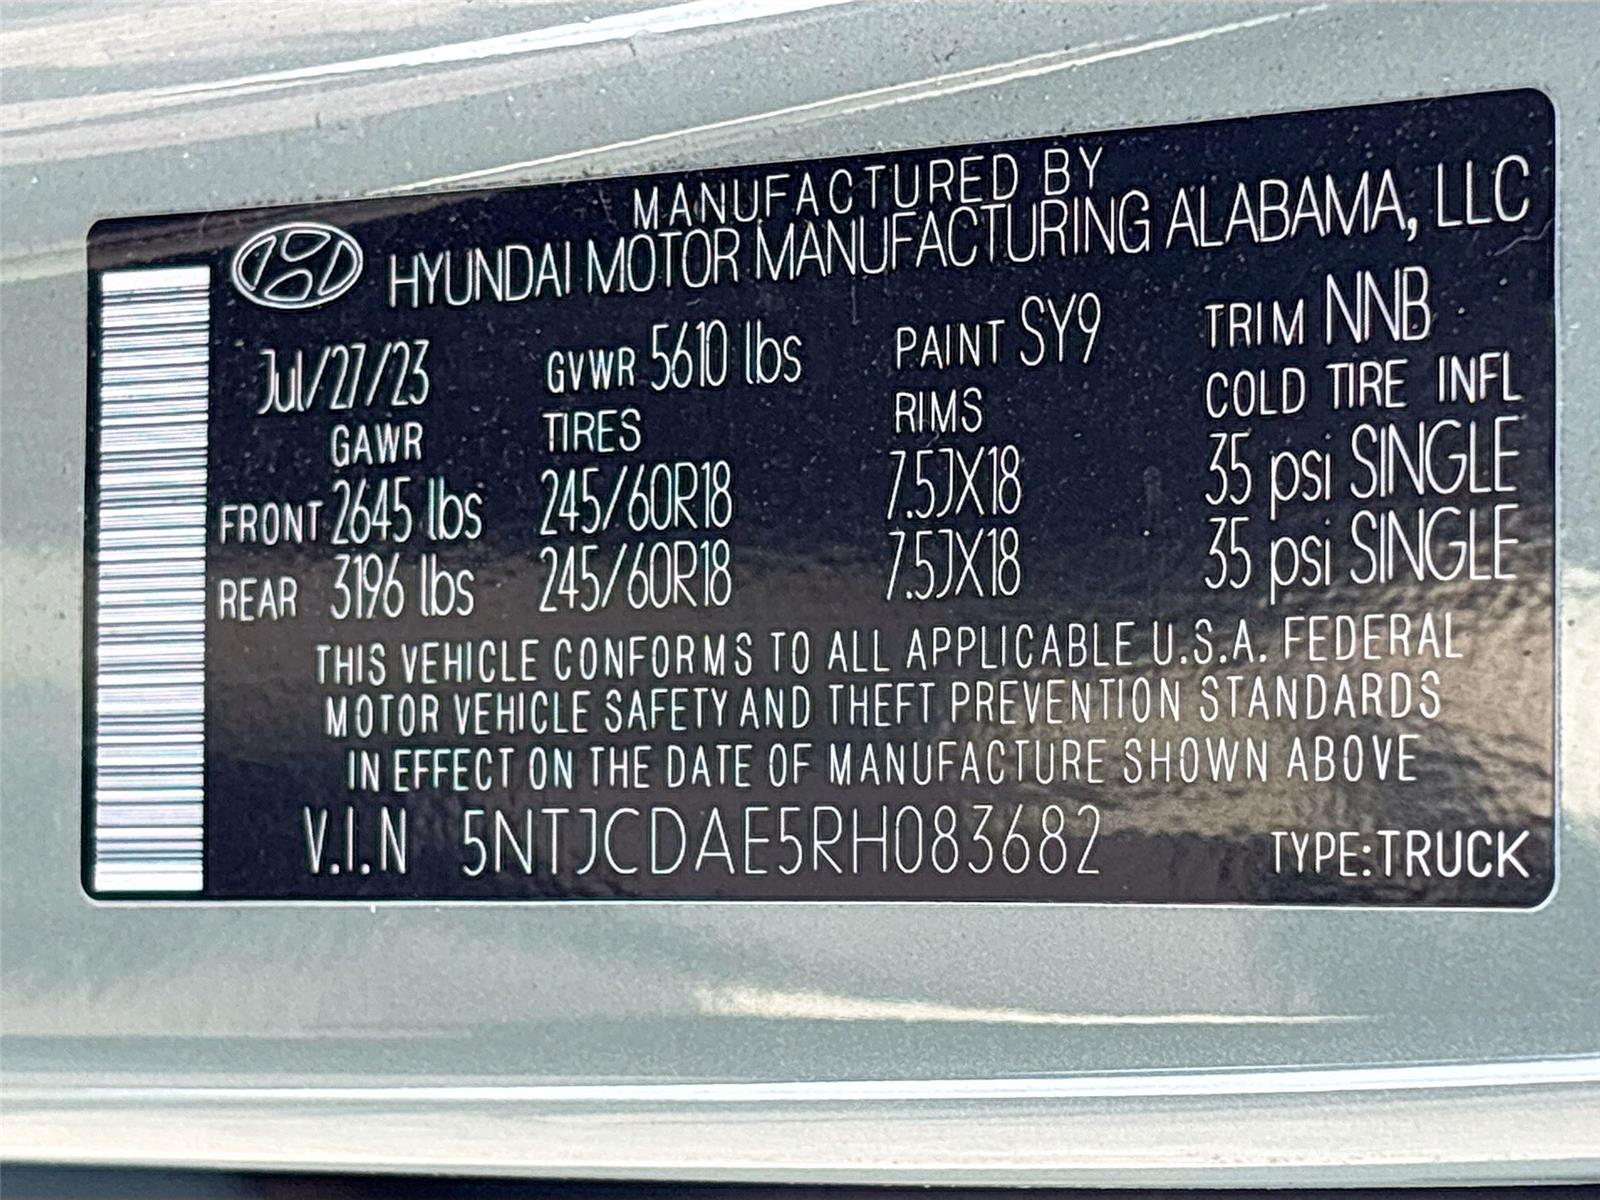 MANUFACTURED BY
HYUNDAI MOTOR MANUFACTURING ALABAMA, LLC
Jul/27/23 GVWR 5610 lbs PAINT SY9 TRIM NNB
GAWR TIRES RIMS COLD TIRE INFL
FRONT 2645 lbs 245/60R18 7.5JX18 35 psi SINGLE
REAR 3196 lbs 245/60R18 7.5JX18 35 psi SINGLE
THIS VEHICLE CONFORMS TO ALL APPLICABLE U.S.A. FEDERAL
MOTOR VEHICLE SAFETY AND THEFT PREVENTION STANDARDS
IN EFFECT ON THE DATE OF MANUFACTURE SHOWN ABOVE
V.I.N 5NTJCDAE5RH083682 TYPE:TRUCK